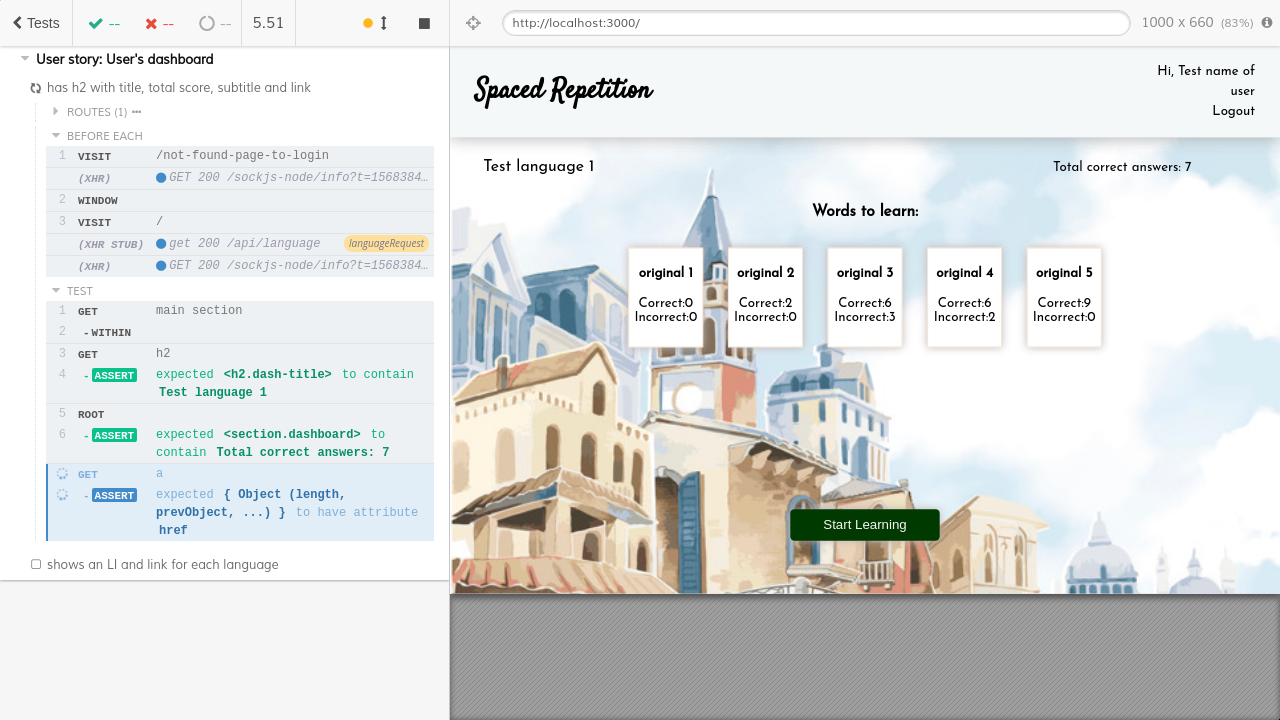 Tests
--
--
--
5.51
http://localhost:3000/
1000 x 660 (83%)
User story: User's dashboard
has h2 with title, total score, subtitle and link
ROUTES (1)
BEFORE EACH
1 VISIT /not-found-page-to-login
(XHR) GET 200 /sockjs-node/info?t=1568384…
2 WINDOW
3 VISIT /
(XHR STUB) get 200 /api/language languageRequest
(XHR) GET 200 /sockjs-node/info?t=1568384…
TEST
1 GET main section
2 -WITHIN
3 GET h2
4 -ASSERT expected <h2.dash-title> to contain
Test language 1
5 ROOT
6 -ASSERT expected <section.dashboard> to
contain Total correct answers: 7
GET a
-ASSERT expected { Object (length,
prevObject, ...) } to have attribute
href
shows an LI and link for each language
Spaced Repetition
Hi, Test name of
user
Logout
Test language 1
Total correct answers: 7
Words to learn:
original 1
Correct:0
Incorrect:0
original 2
Correct:2
Incorrect:0
original 3
Correct:6
Incorrect:3
original 4
Correct:6
Incorrect:2
original 5
Correct:9
Incorrect:0
Start Learning